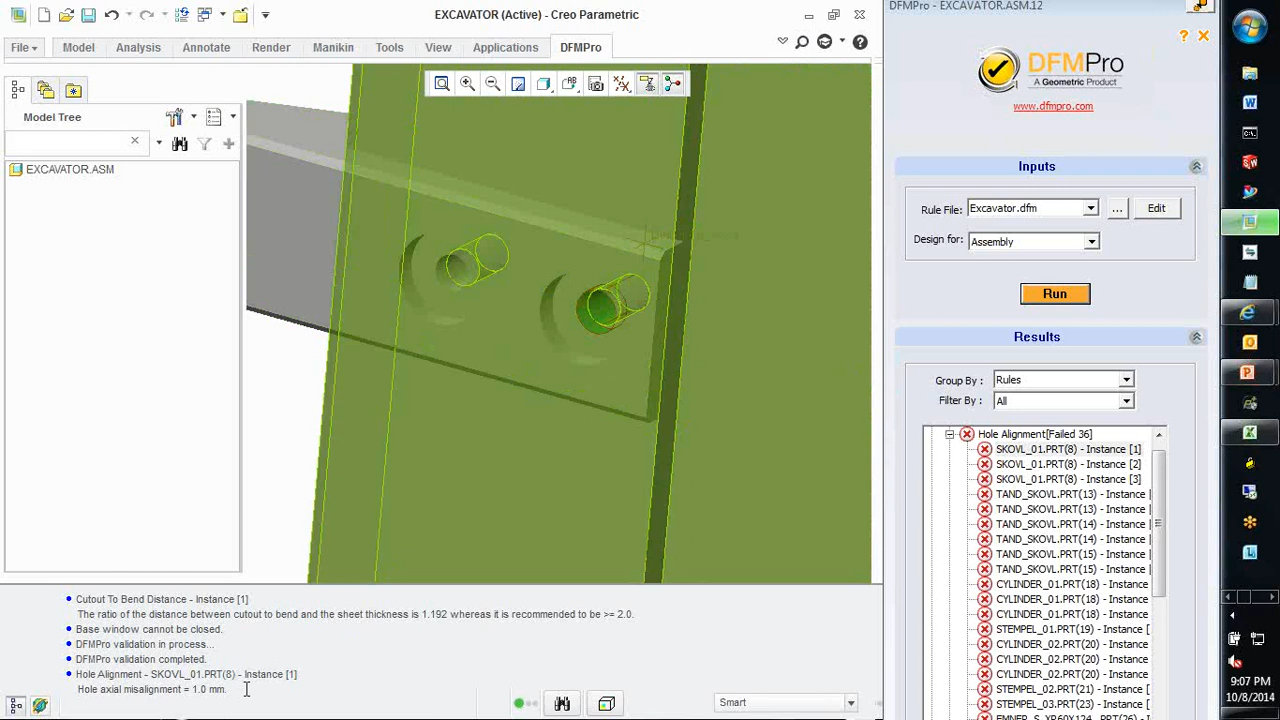 EXCAVATOR (Active) - Creo Parametric
DFMPro - EXCAVATOR.ASM.12
File
Model
Analysis
Annotate
Render
Manikin
Tools
View
Applications
DFMPro
DFMPro
A Geometric Product
www.dfmpro.com
Model Tree
EXCAVATOR.ASM
Inputs
Rule File:
Excavator.dfm
...
Edit
Design for:
Assembly
Run
Results
Group By :
Rules
Filter By :
All
Hole Alignment[Failed 36]
SKOVL_01.PRT(8) - Instance [1]
SKOVL_01.PRT(8) - Instance [2]
SKOVL_01.PRT(8) - Instance [3]
TAND_SKOVL.PRT(13) - Instance [
TAND_SKOVL.PRT(13) - Instance [
TAND_SKOVL.PRT(14) - Instance [
TAND_SKOVL.PRT(14) - Instance [
TAND_SKOVL.PRT(15) - Instance [
TAND_SKOVL.PRT(15) - Instance [
CYLINDER_01.PRT(18) - Instance [
CYLINDER_01.PRT(18) - Instance [
CYLINDER_01.PRT(18) - Instance [
STEMPEL_01.PRT(19) - Instance [
CYLINDER_02.PRT(20) - Instance [
CYLINDER_02.PRT(20) - Instance [
CYLINDER_02.PRT(20) - Instance [
STEMPEL_02.PRT(21) - Instance [
STEMPEL_03.PRT(23) - Instance [
Cutout To Bend Distance - Instance [1]
The ratio of the distance between cutout to bend and the sheet thickness is 1.192 whereas it is recommended to be >= 2.0.
Base window cannot be closed.
DFMPro validation in process...
DFMPro validation completed.
Hole Alignment - SKOVL_01.PRT(8) - Instance [1]
Hole axial misalignment = 1.0 mm.
Smart
9:07 PM
10/8/2014